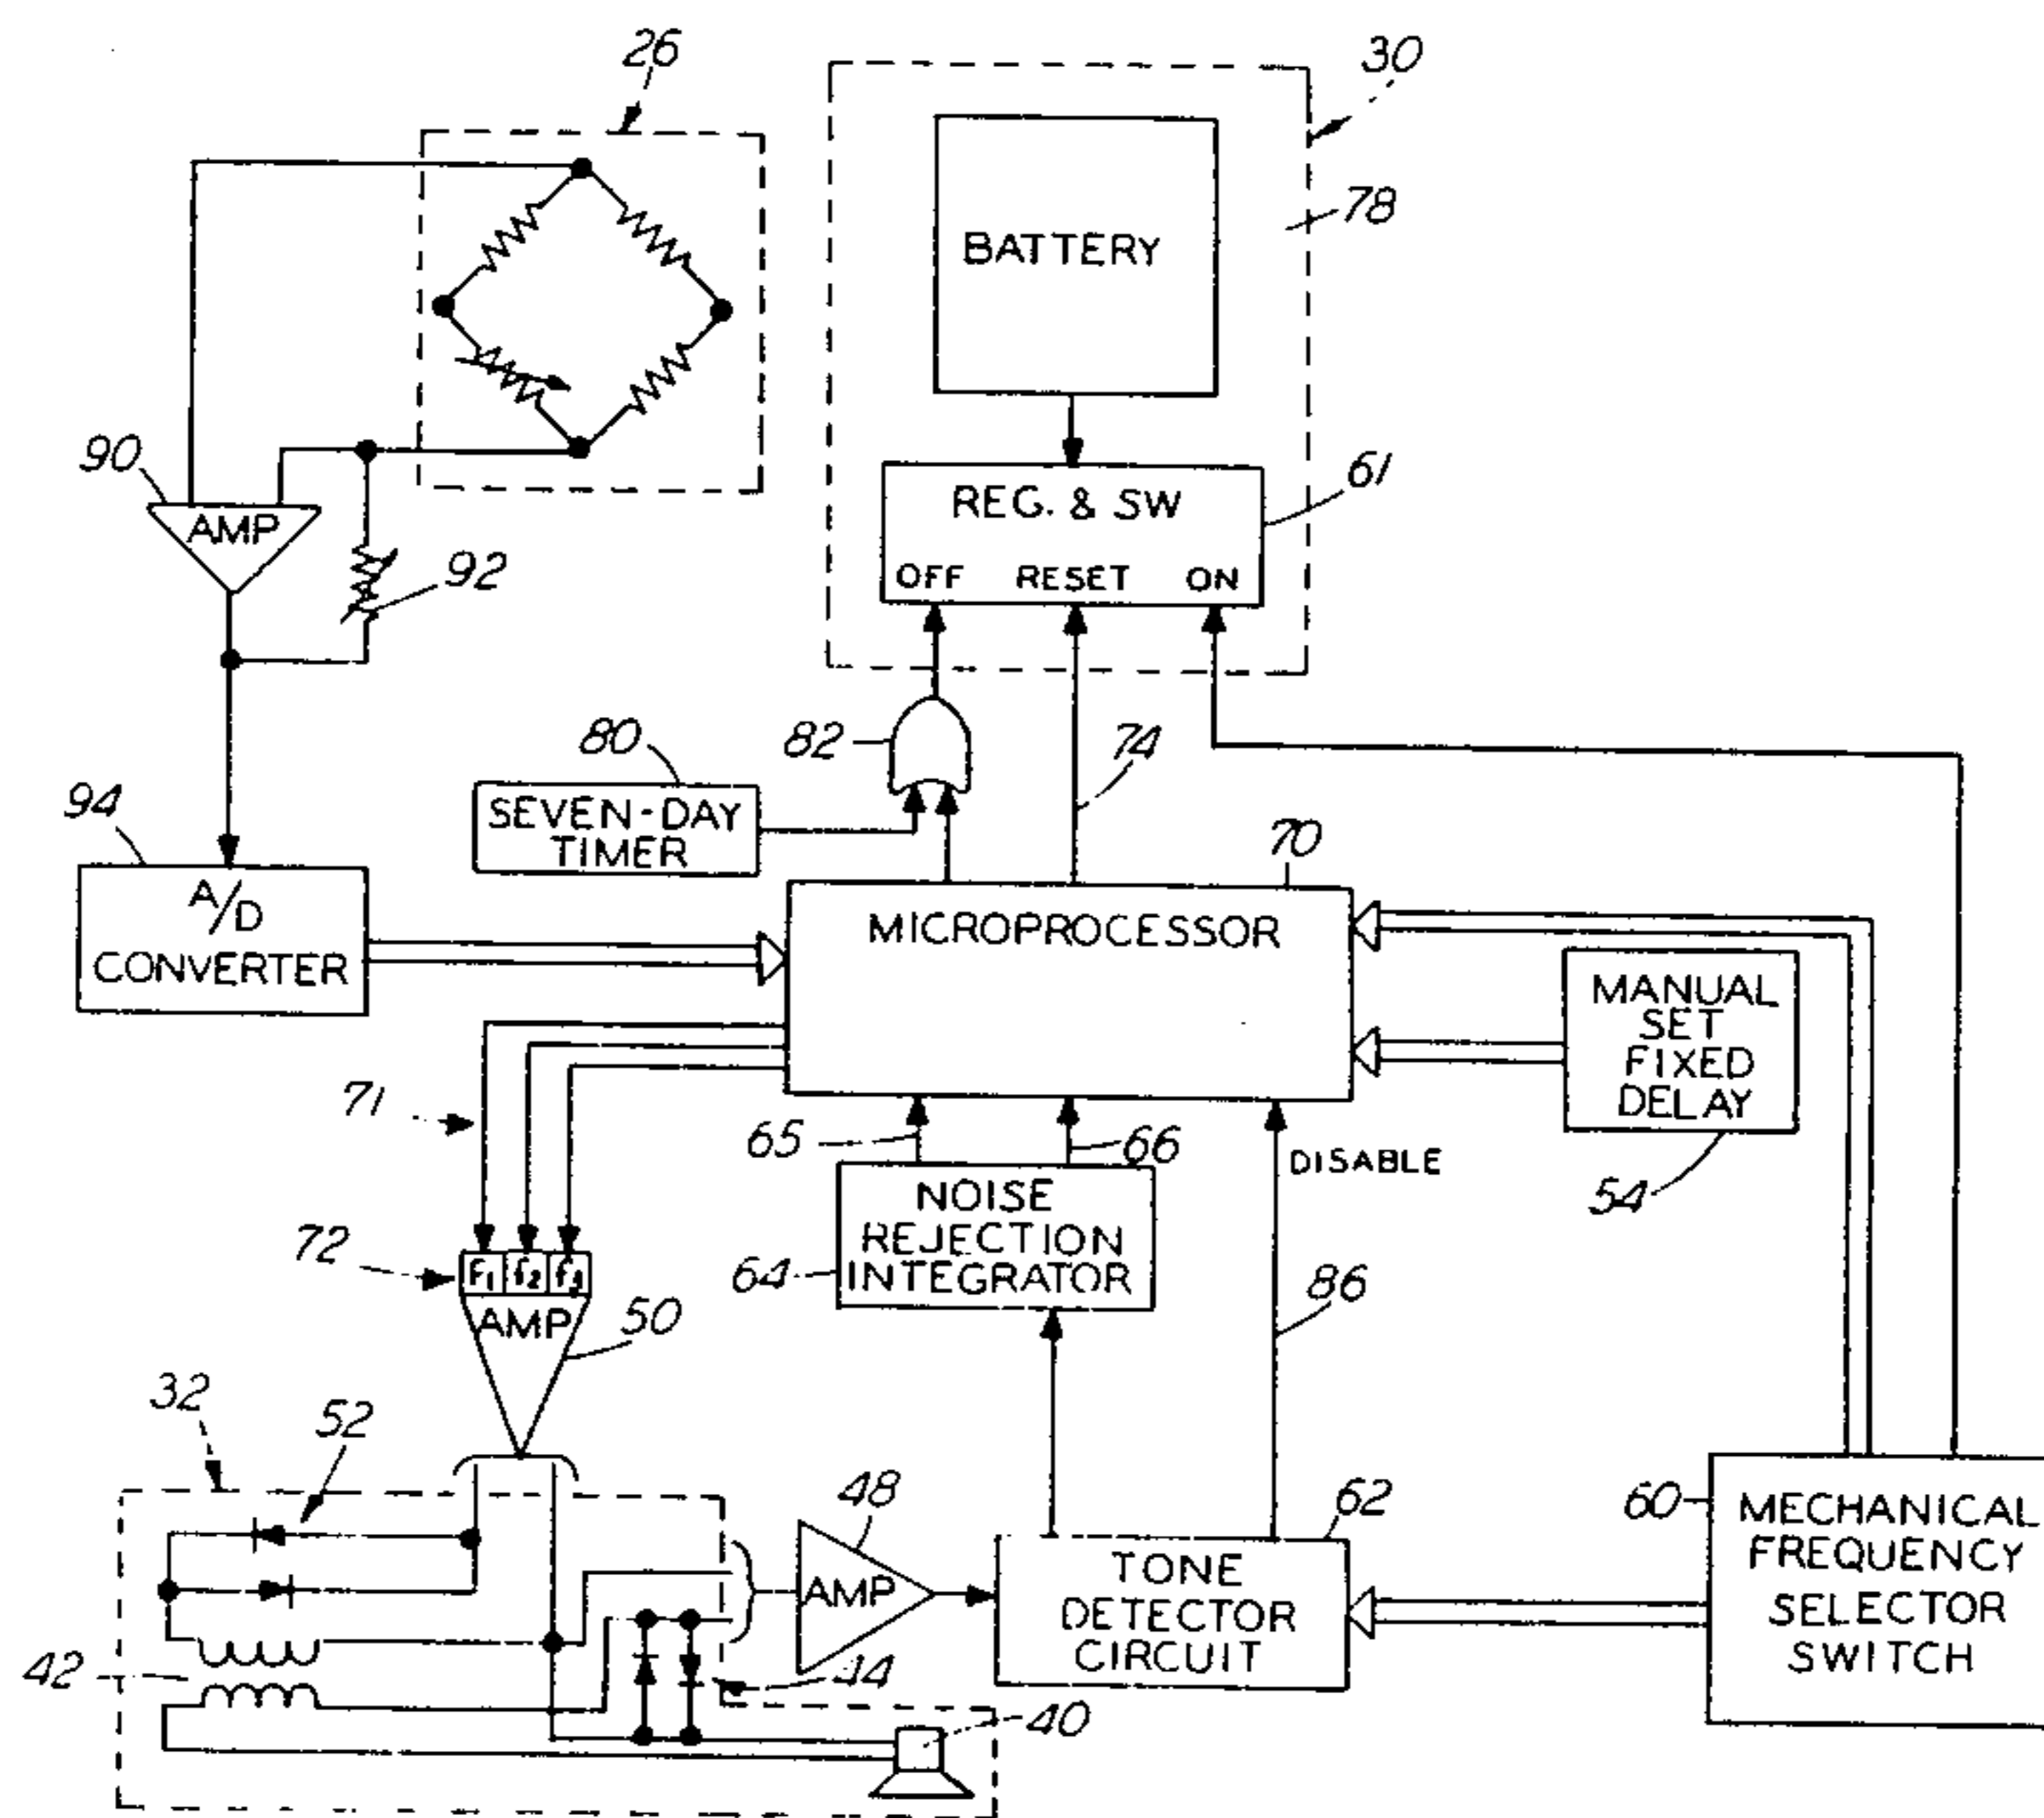 26
30
BATTERY
78
90
AMP
92
REG. & SW
61
OFF RESET ON
80
82
74
SEVEN-DAY
TIMER
94
A/D
CONVERTER
70
MICROPROCESSOR
MANUAL
SET
FIXED
DELAY
54
71
65
66
DISABLE
NOISE
REJECTION
INTEGRATOR
64
72
f1 f2 f3
AMP
50
86
32
52
48
AMP
62
TONE
DETECTOR
CIRCUIT
60
MECHANICAL
FREQUENCY
SELECTOR
SWITCH
42
44
40